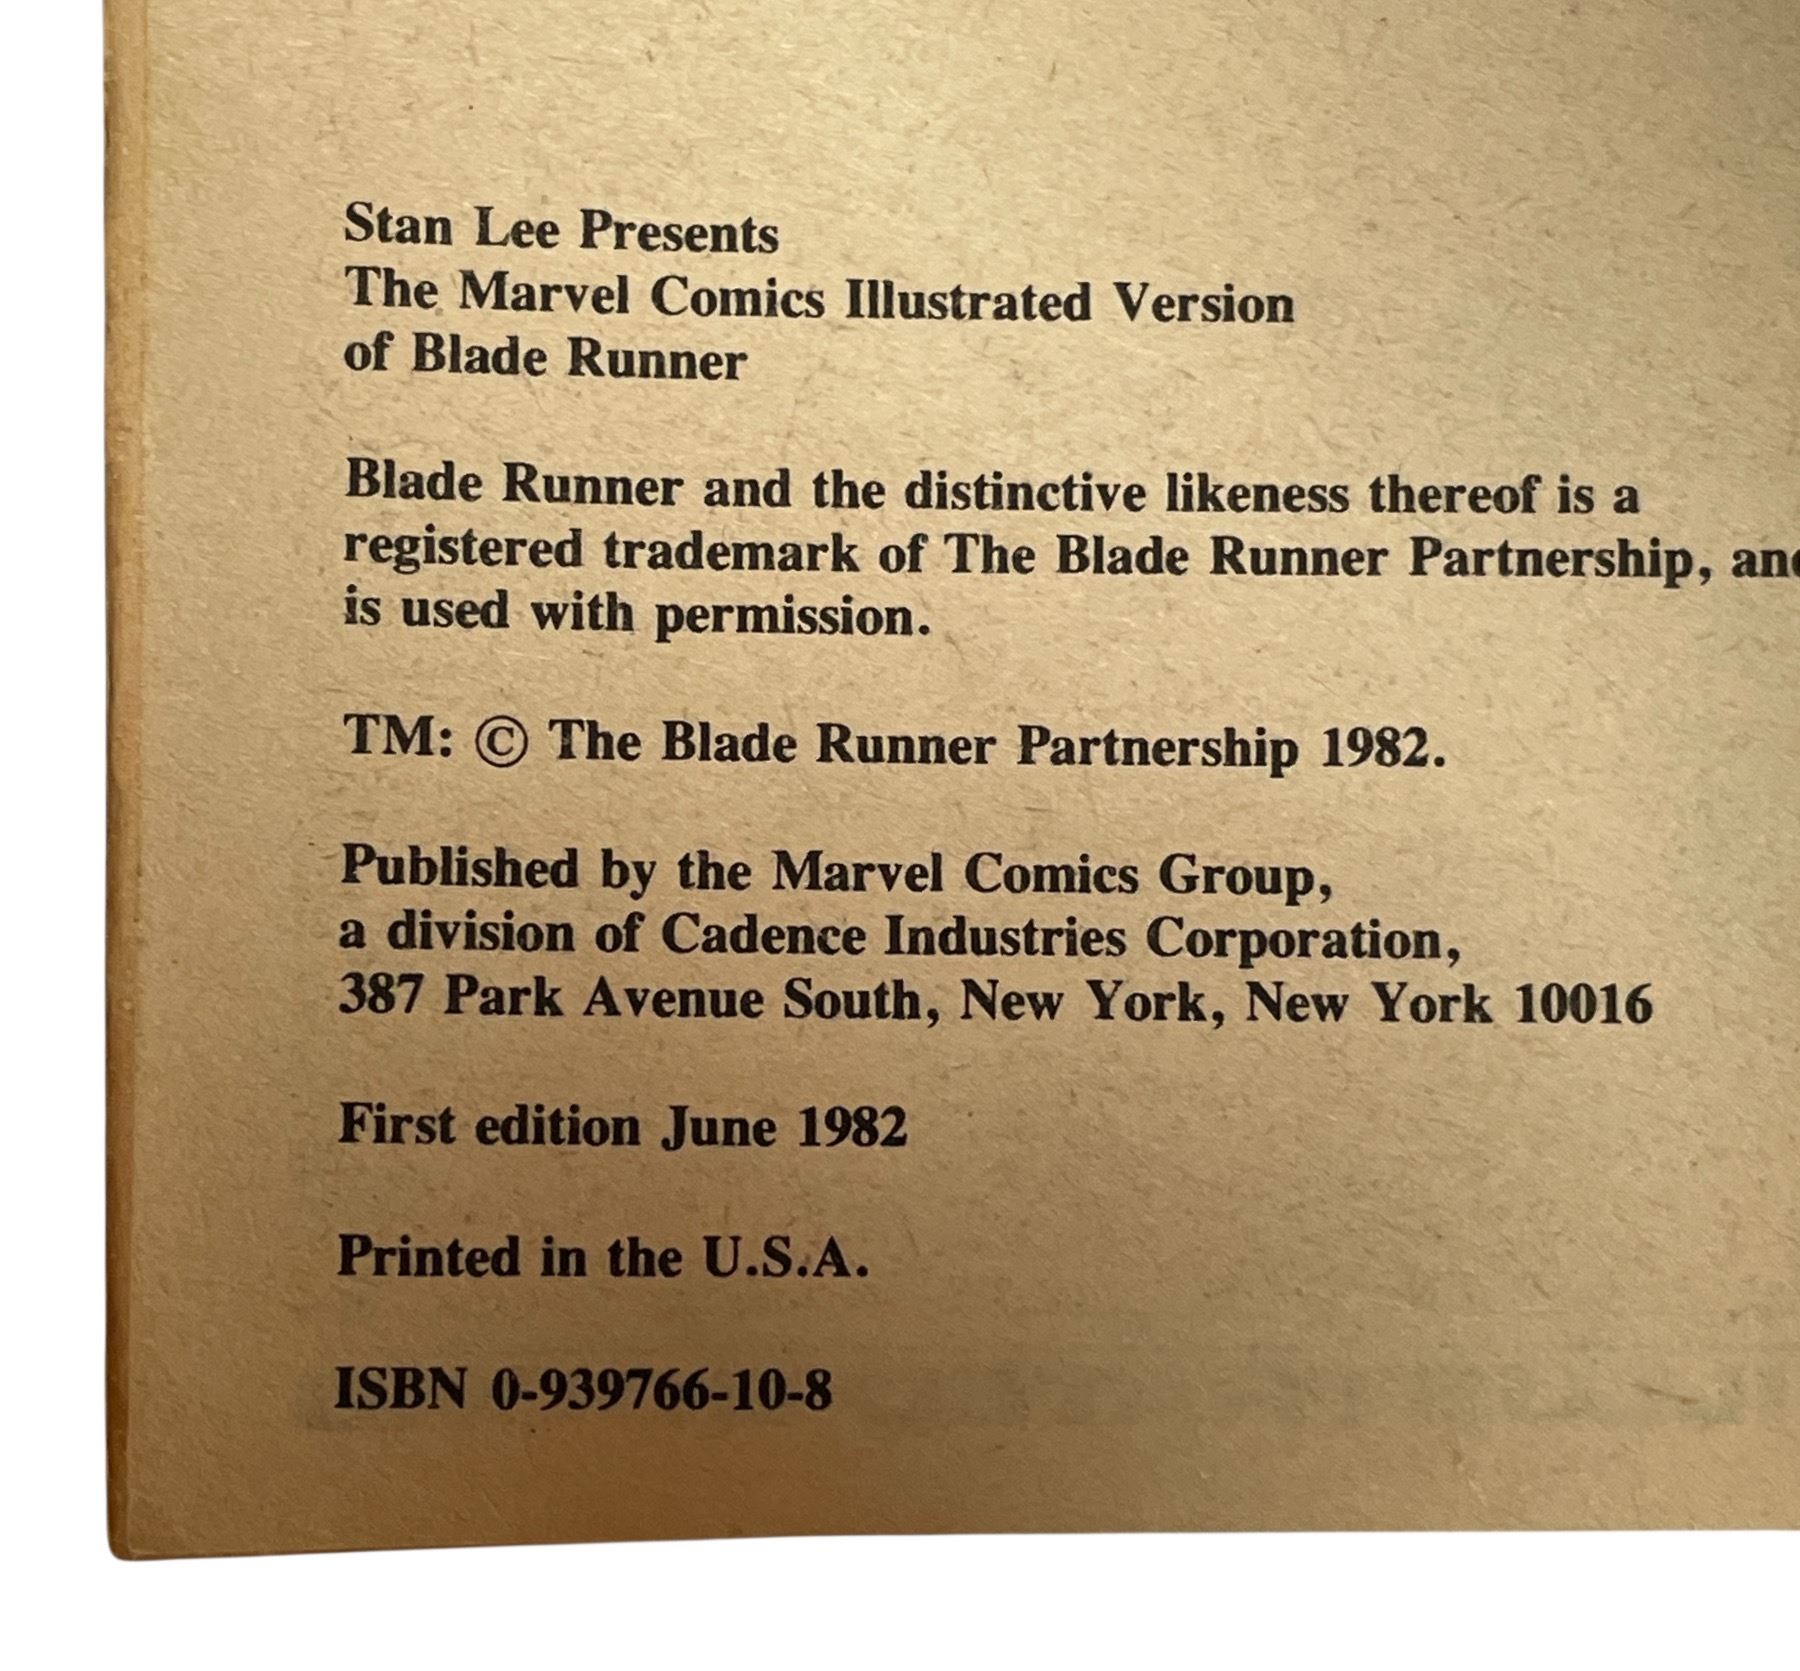 Stan Lee Presents
The Marvel Comics Illustrated Version
of Blade Runner
Blade Runner and the distinctive likeness thereof is a
registered trademark of The Blade Runner Partnership, and
is used with permission.
TM: © The Blade Runner Partnership 1982.
Published by the Marvel Comics Group,
a division of Cadence Industries Corporation,
387 Park Avenue South, New York, New York 10016
First edition June 1982
Printed in the U.S.A.
ISBN 0-939766-10-8